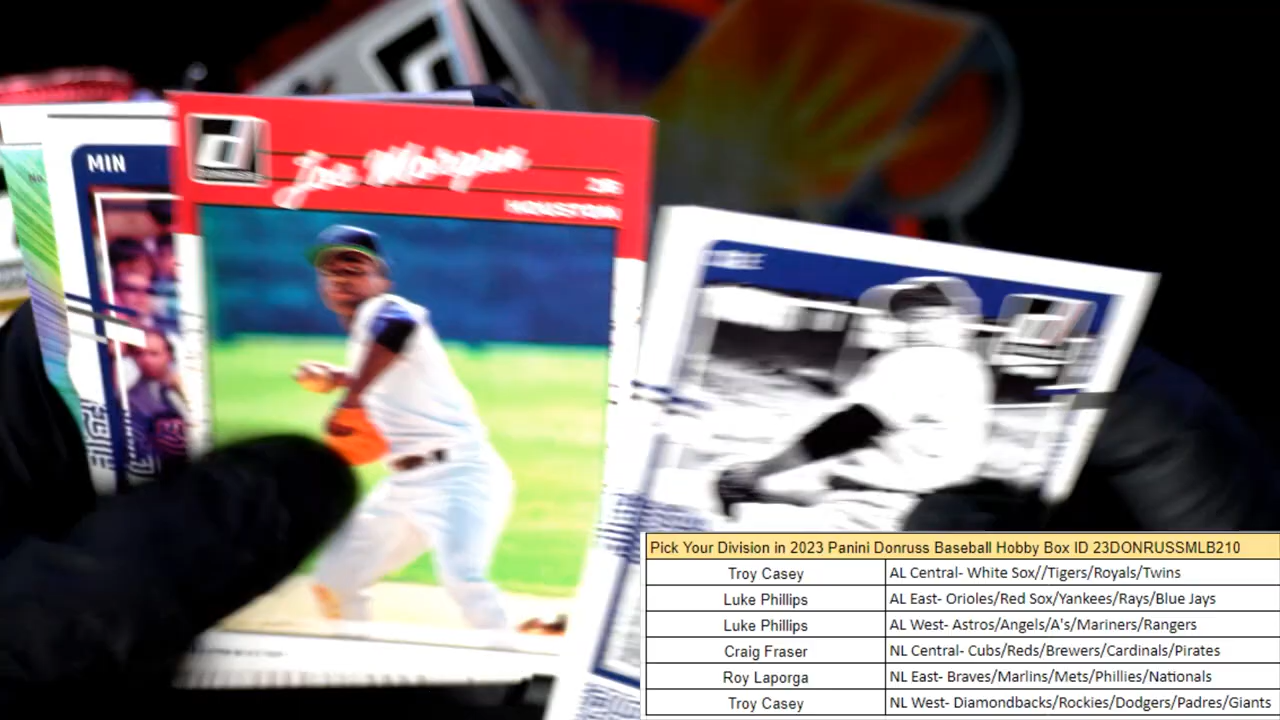 MIN
Joe Morgan
2B
HOUSTON
Pick Your Division in 2023 Panini Donruss Baseball Hobby Box ID 23DONRUSSMLB210
Troy Casey AL Central- White Sox//Tigers/Royals/Twins
Luke Phillips AL East- Orioles/Red Sox/Yankees/Rays/Blue Jays
Luke Phillips AL West- Astros/Angels/A's/Mariners/Rangers
Craig Fraser NL Central- Cubs/Reds/Brewers/Cardinals/Pirates
Roy Laporga NL East- Braves/Marlins/Mets/Phillies/Nationals
Troy Casey NL West- Diamondbacks/Rockies/Dodgers/Padres/Giants